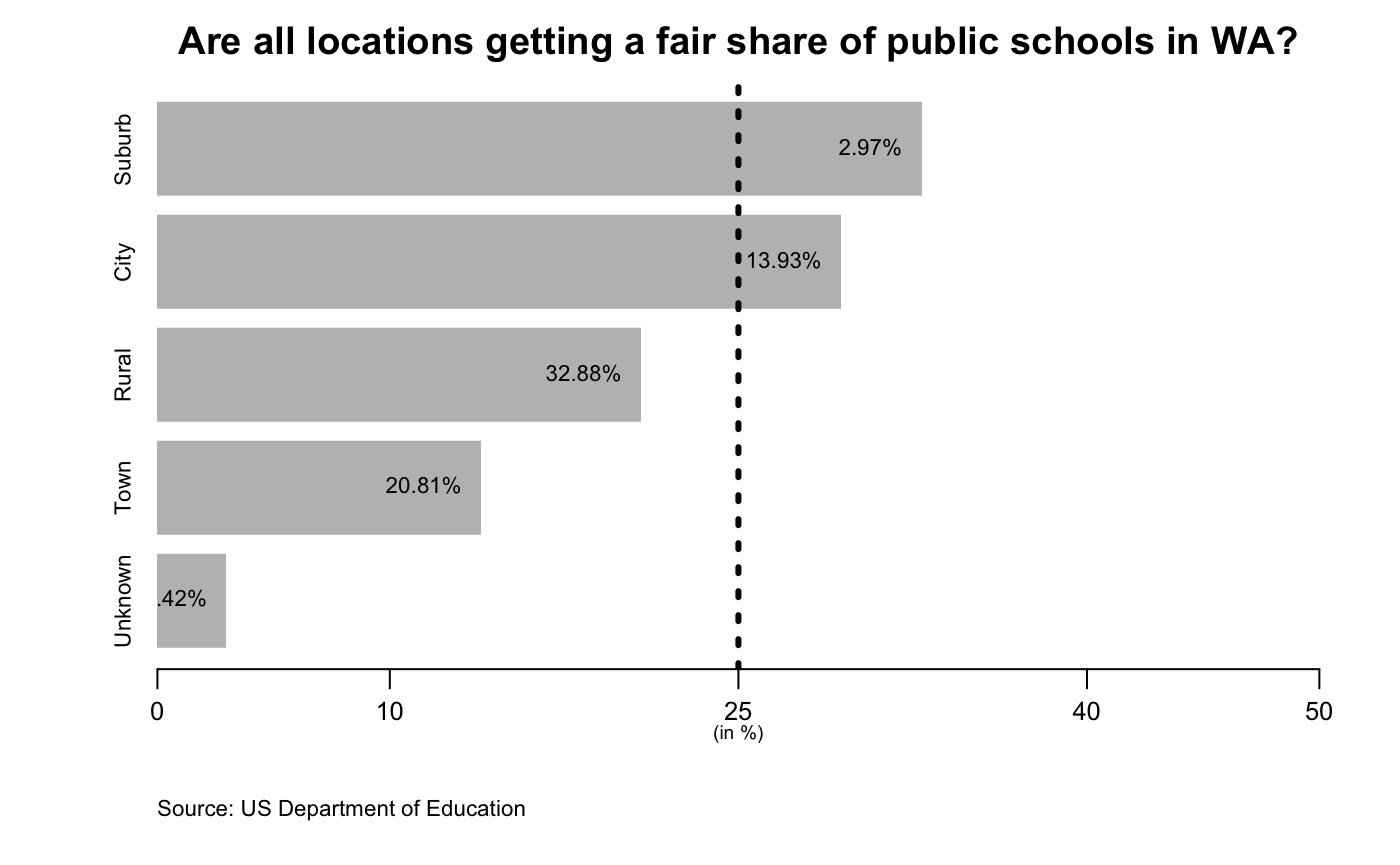 Are all locations getting a fair share of public schools in WA?
Suburb
2.97%
City
13.93%
Rural
32.88%
Town
20.81%
Unknown
.42%
0 10 25 40 50
(in %)
Source: US Department of Education